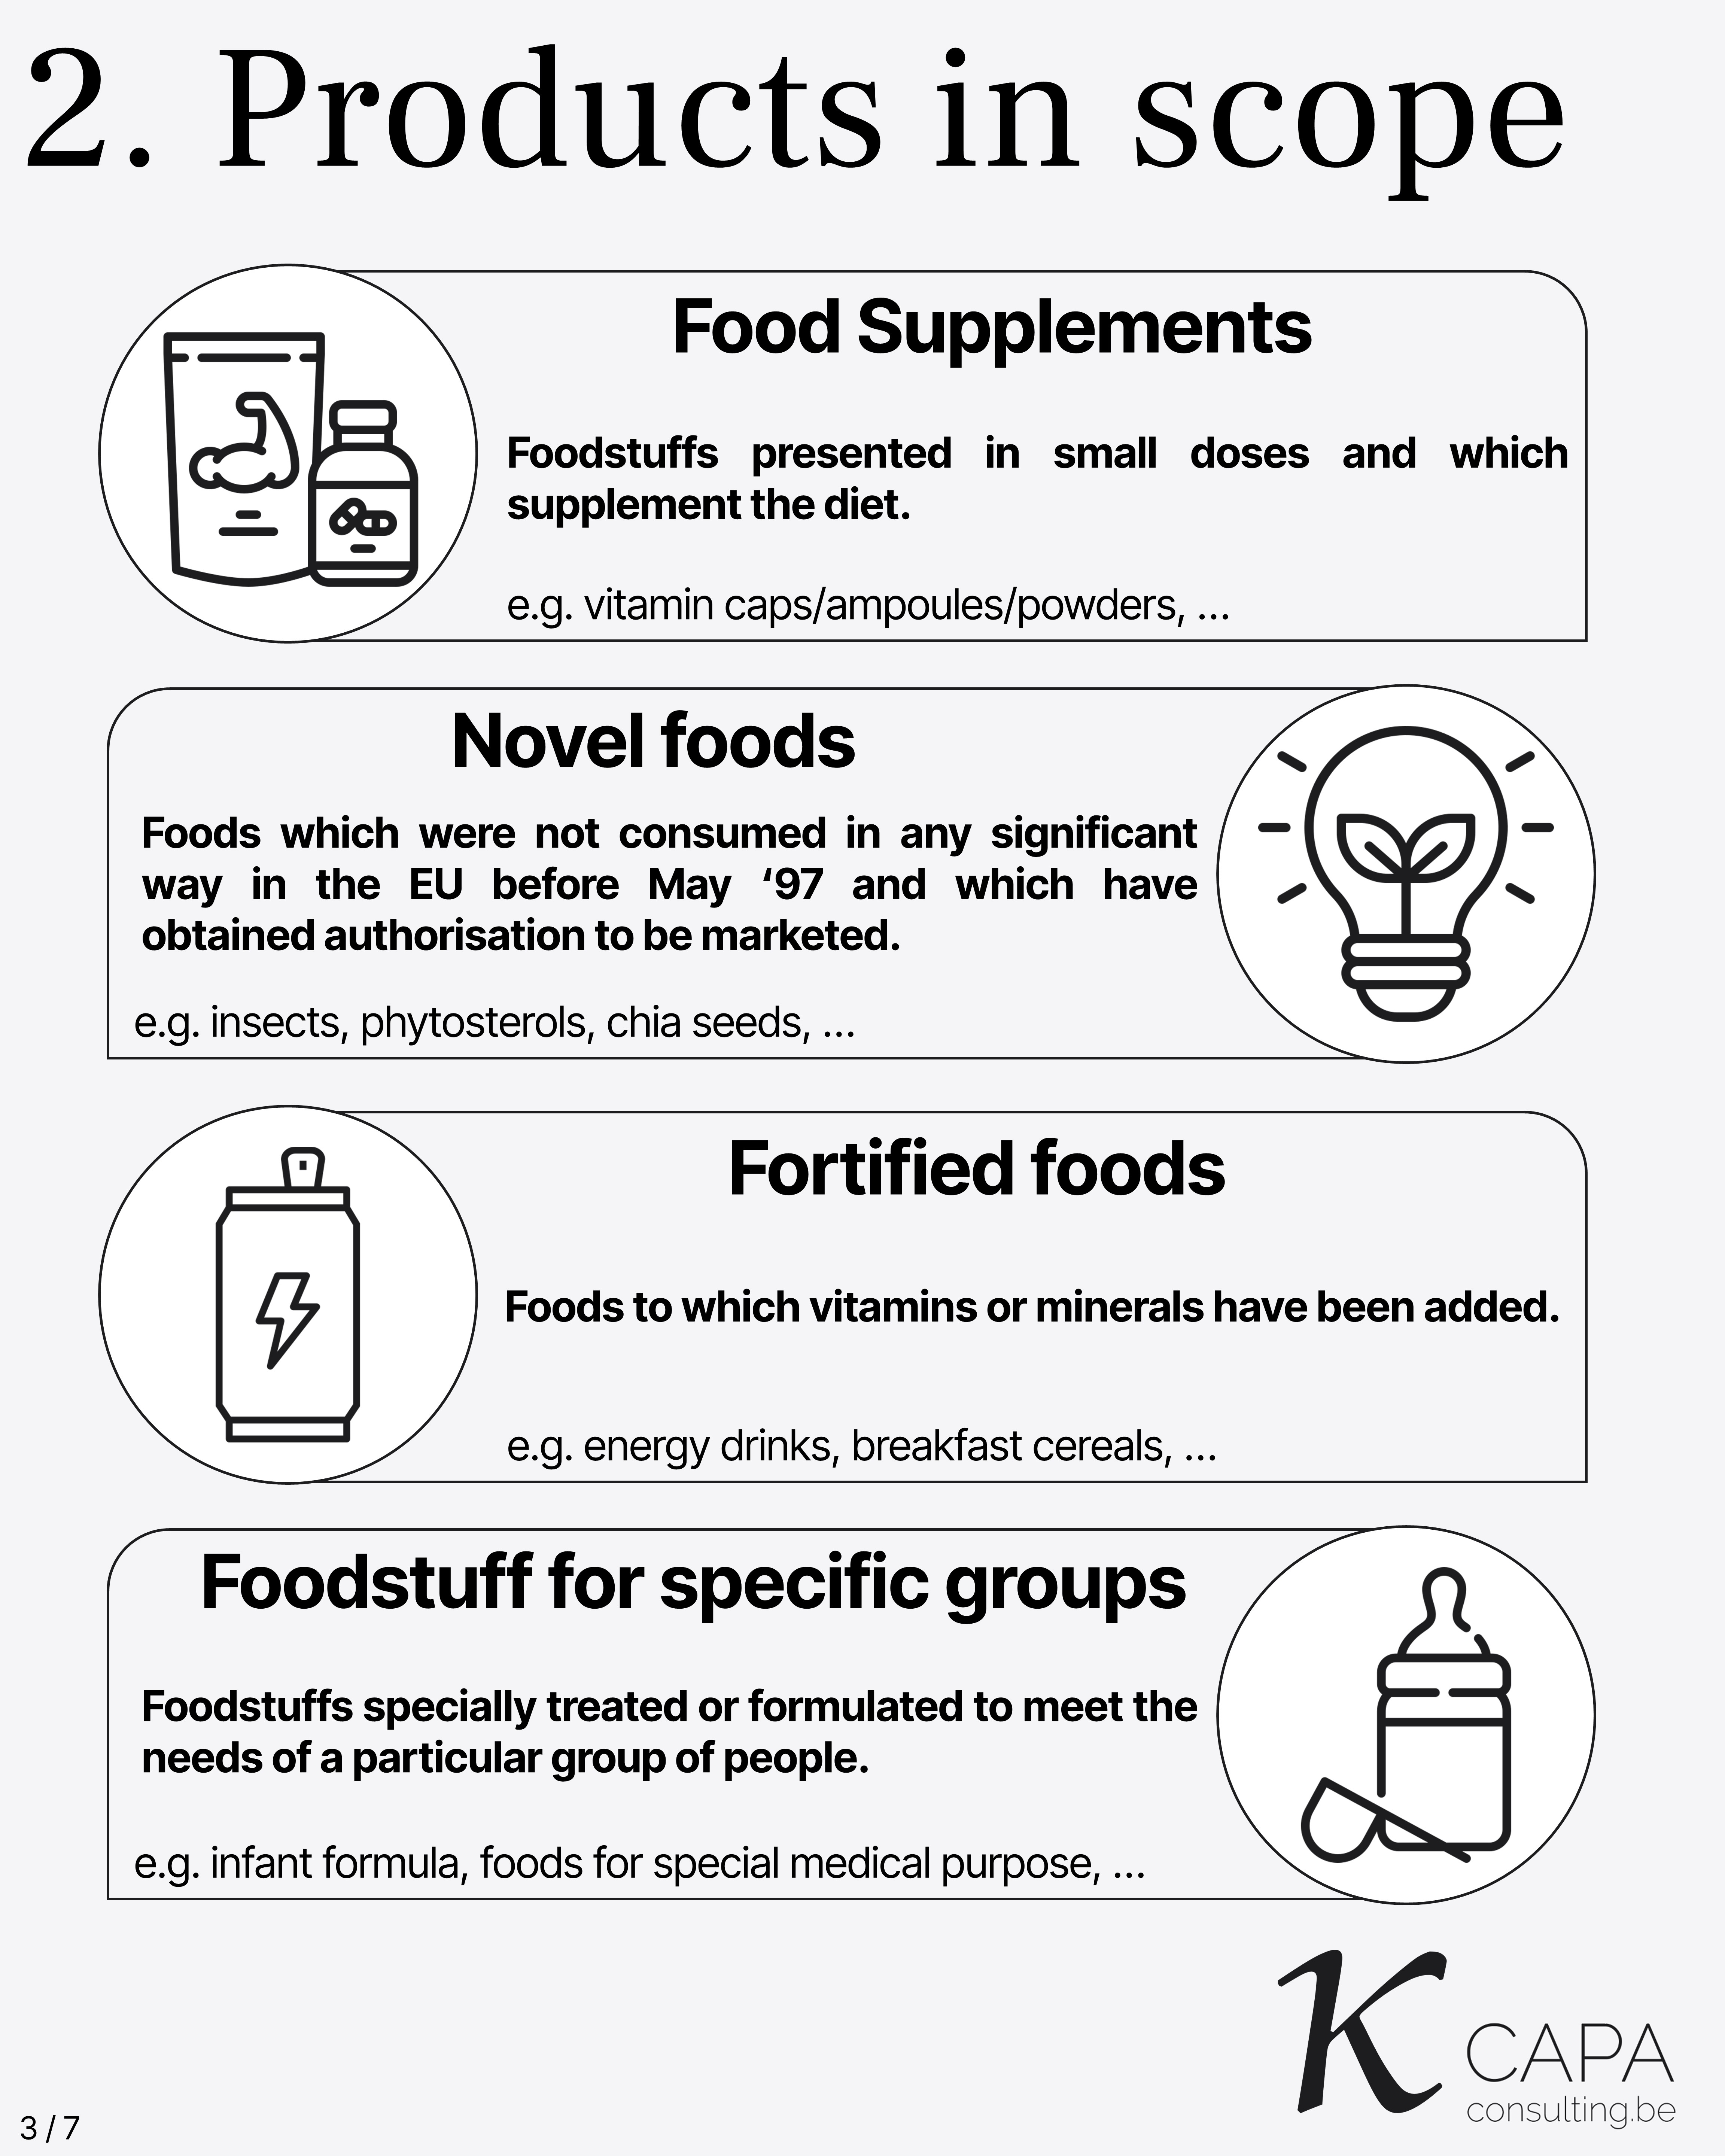 2. Products in scope
Food Supplements
Foodstuffs presented in small doses and which
supplement the diet.
e.g. vitamin caps/ampoules/powders, ...
Novel foods
Foods which were not consumed in any significant
way in the EU before May ‘97 and which have
obtained authorisation to be marketed.
e.g. insects, phytosterols, chia seeds, ...
Fortified foods
Foods to which vitamins or minerals have been added.
e.g. energy drinks, breakfast cereals, ...
Foodstuff for specific groups
Foodstuffs specially treated or formulated to meet the
needs of a particular group of people.
e.g. infant formula, foods for special medical purpose, ...
K CAPA
consulting.be
3 / 7